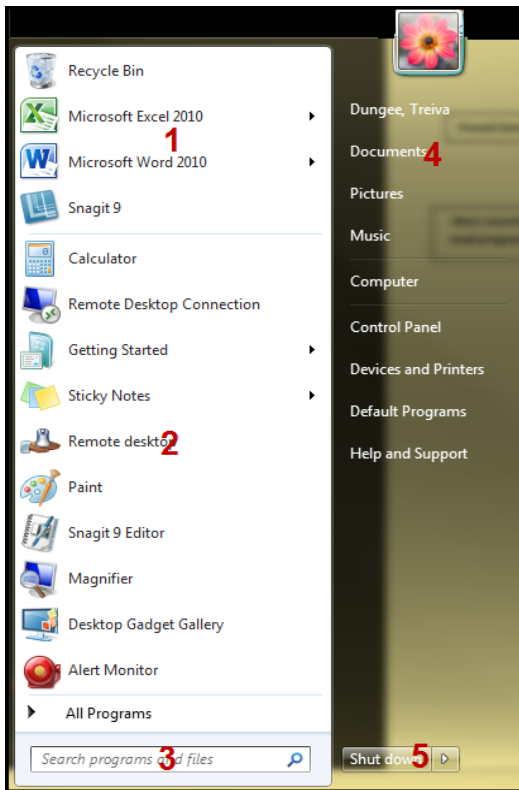 Recycle Bin
Microsoft Excel 2010
1
Microsoft Word 2010
Snagit 9
Calculator
Remote Desktop Connection
Getting Started
Sticky Notes
Remote desktop
2
Paint
Snagit 9 Editor
Magnifier
Desktop Gadget Gallery
Alert Monitor
All Programs
Search programs and files
3
Dungee, Treiva
Documents
4
Pictures
Music
Computer
Control Panel
Devices and Printers
Default Programs
Help and Support
Shut down
5